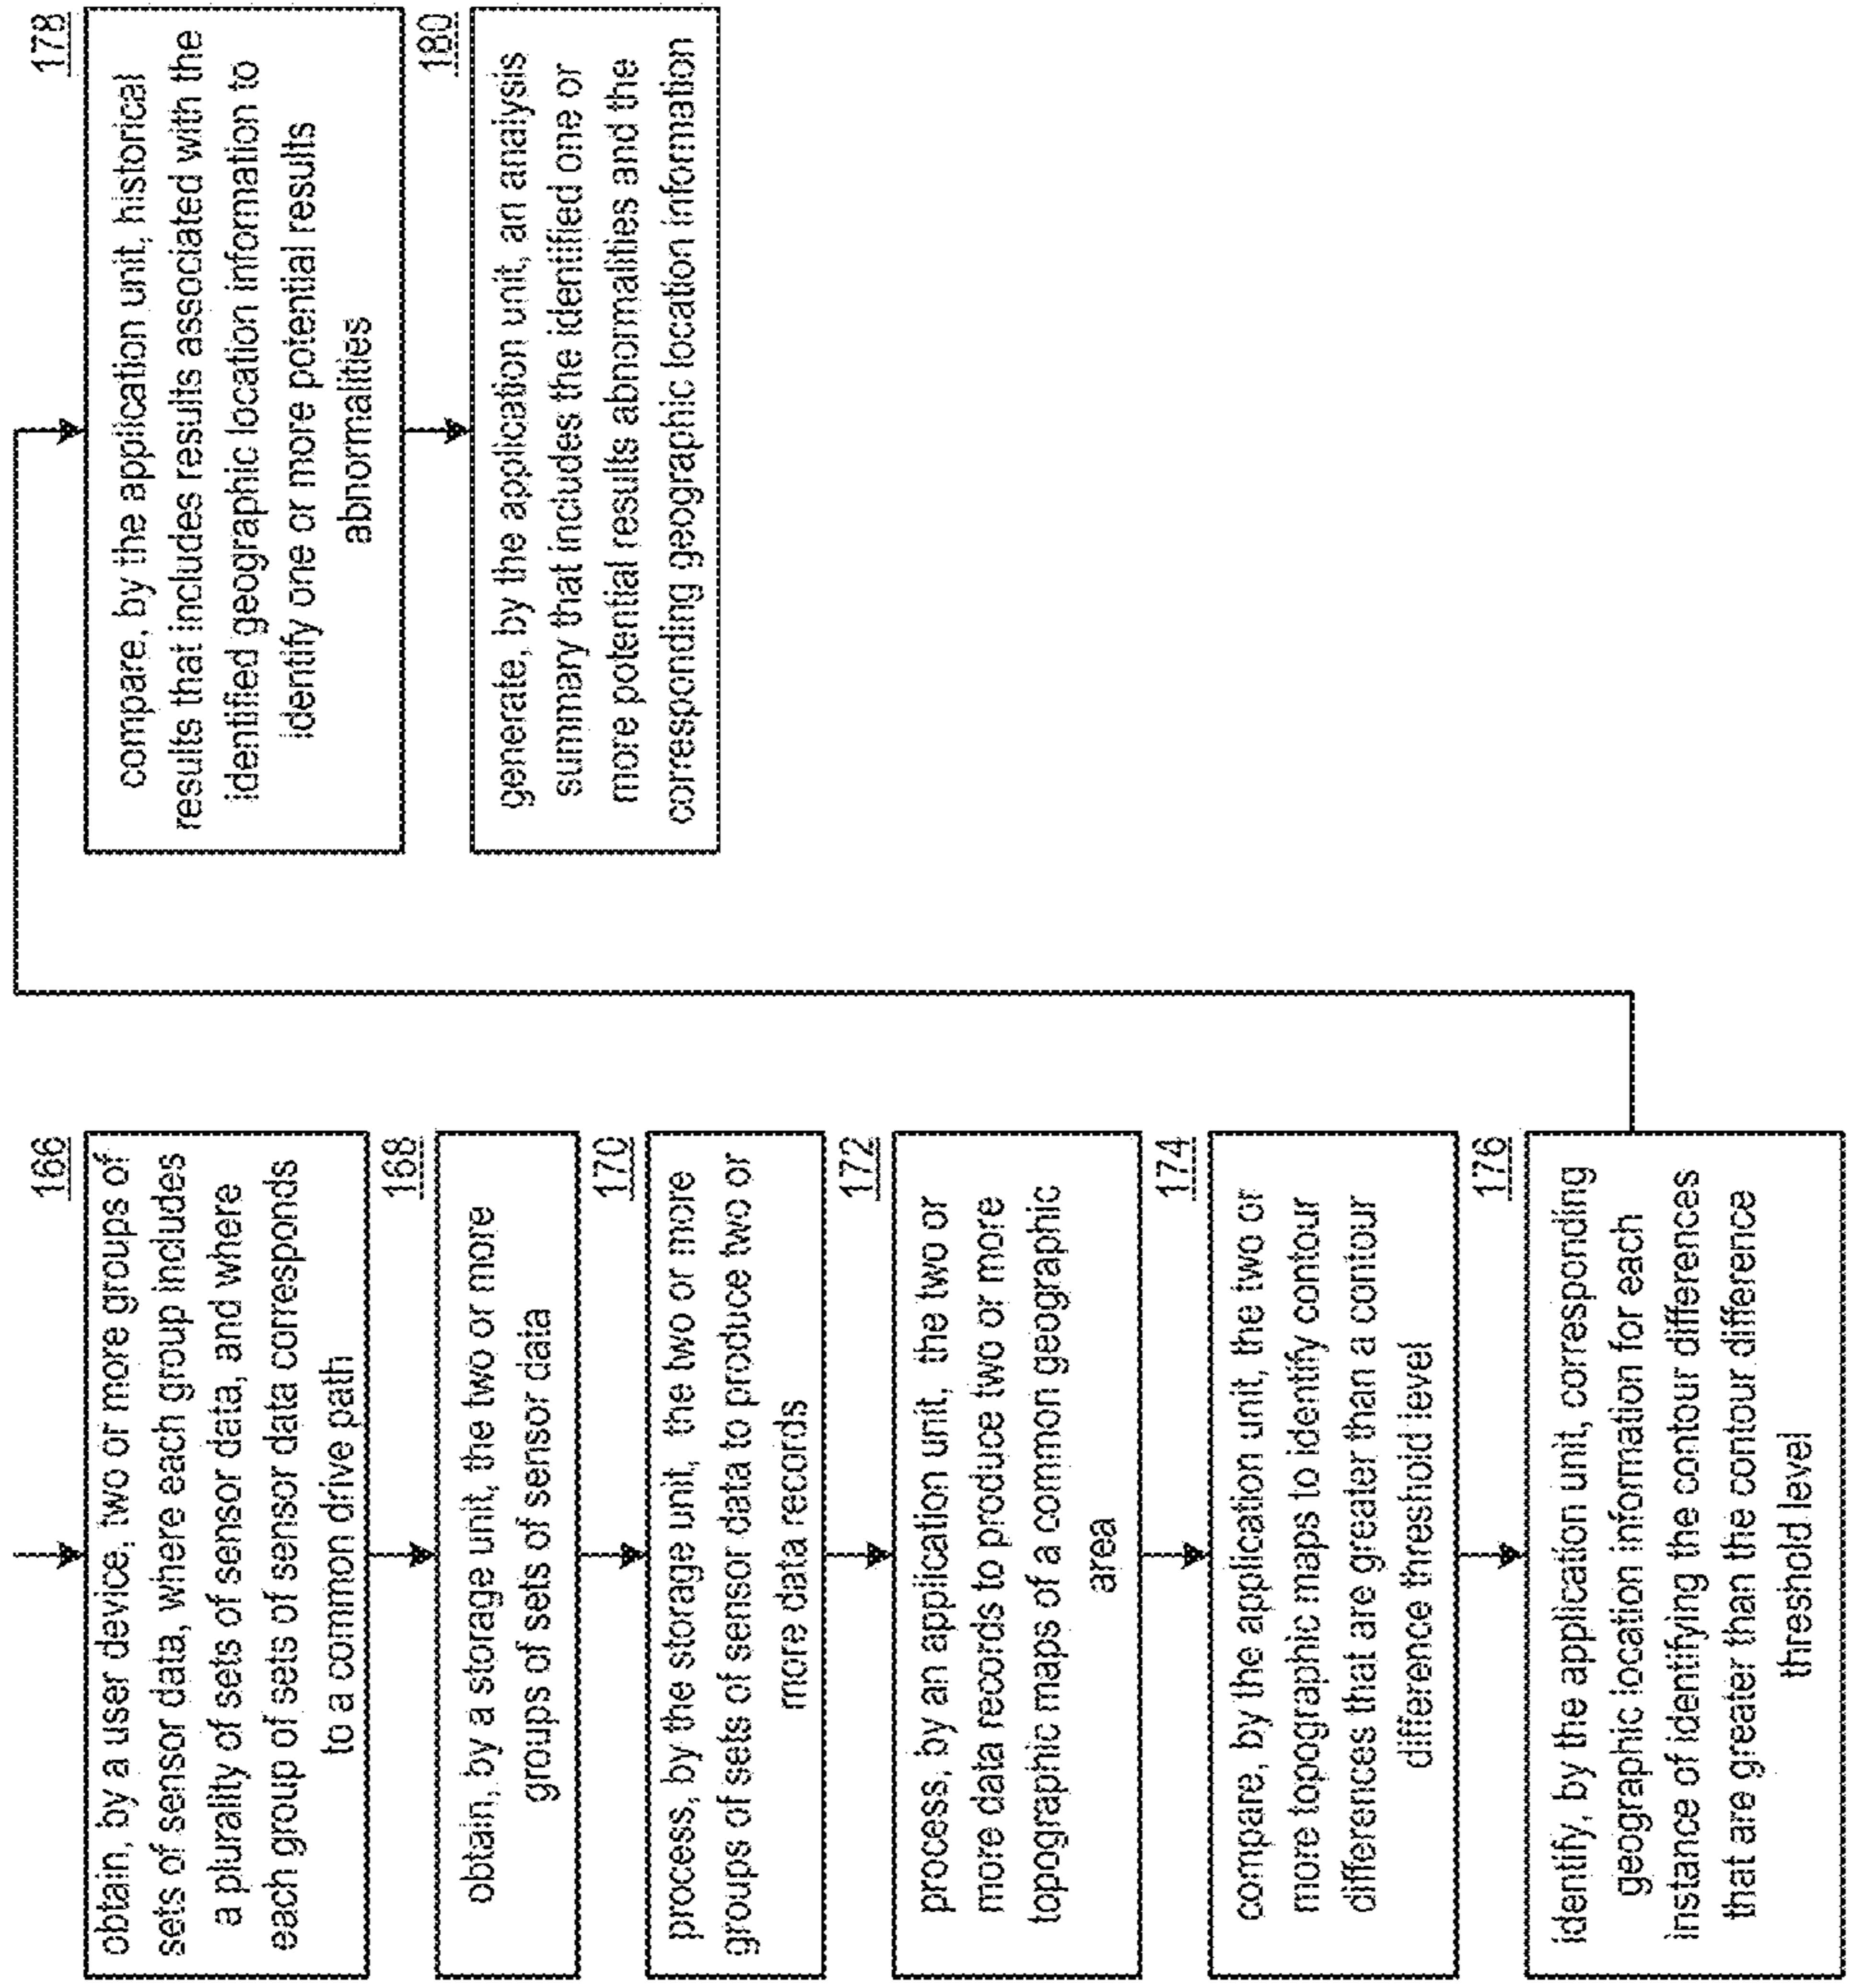 166
obtain, by a user device, two or more groups of
sets of sensor data, where each group includes
a plurality of sets of sensor data, and where
each group of sets of sensor data corresponds
to a common drive path
168
obtain, by a storage unit, the two or more
groups of sets of sensor data
170
process, by the storage unit, the two or more
groups of sets of sensor data to produce two or
more data records
172
process, by an application unit, the two or
more data records to produce two or more
topographic maps of a common geographic
area
174
compare, by the application unit, the two or
more topographic maps to identify contour
differences that are greater than a contour
difference threshold level
176
identify, by the application unit, corresponding
geographic location information for each
instance of identifying the contour differences
that are greater than the contour difference
threshold level
178
compare, by the application unit, historical
results that includes results associated with the
identified geographic location information to
identify one or more potential results
abnormalities
180
generate, by the application unit, an analysis
summary that includes the identified one or
more potential results abnormalities and the
corresponding geographic location information